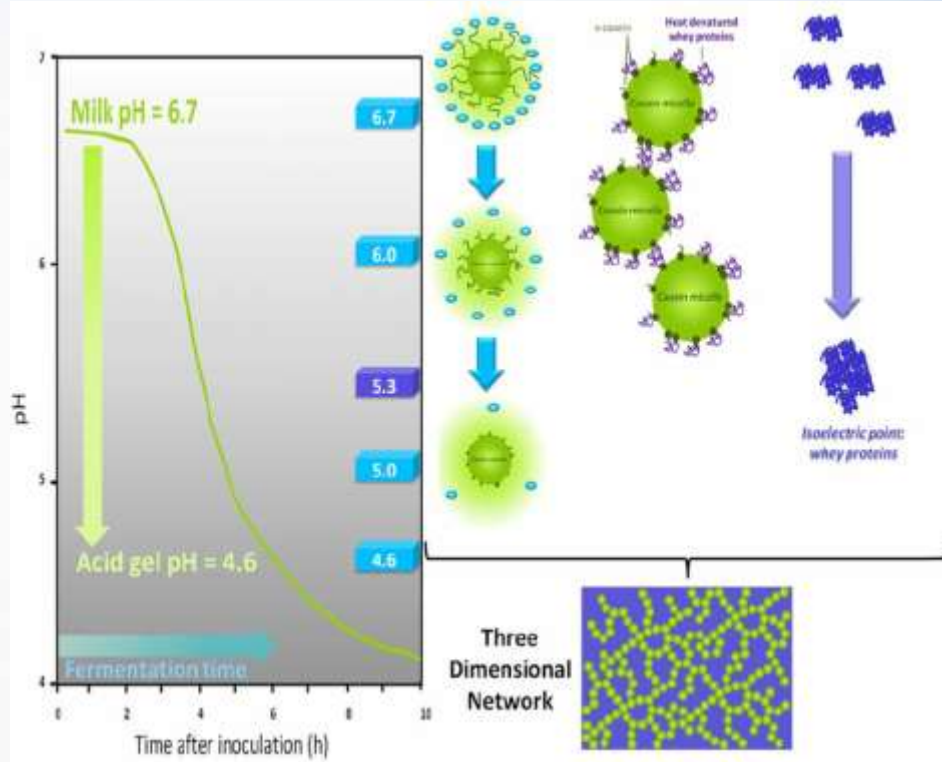 7
6
5
4
pH
Milk pH = 6.7
Acid gel pH = 4.6
Fermentation time
0
2
4
6
8
10
Time after inoculation (h)
6.7
6.0
5.3
5.0
4.6
Heat denatured
whey proteins
Casein micelle
Casein micelle
Casein micelle
Isoelectric point:
whey proteins
Three
Dimensional
Network